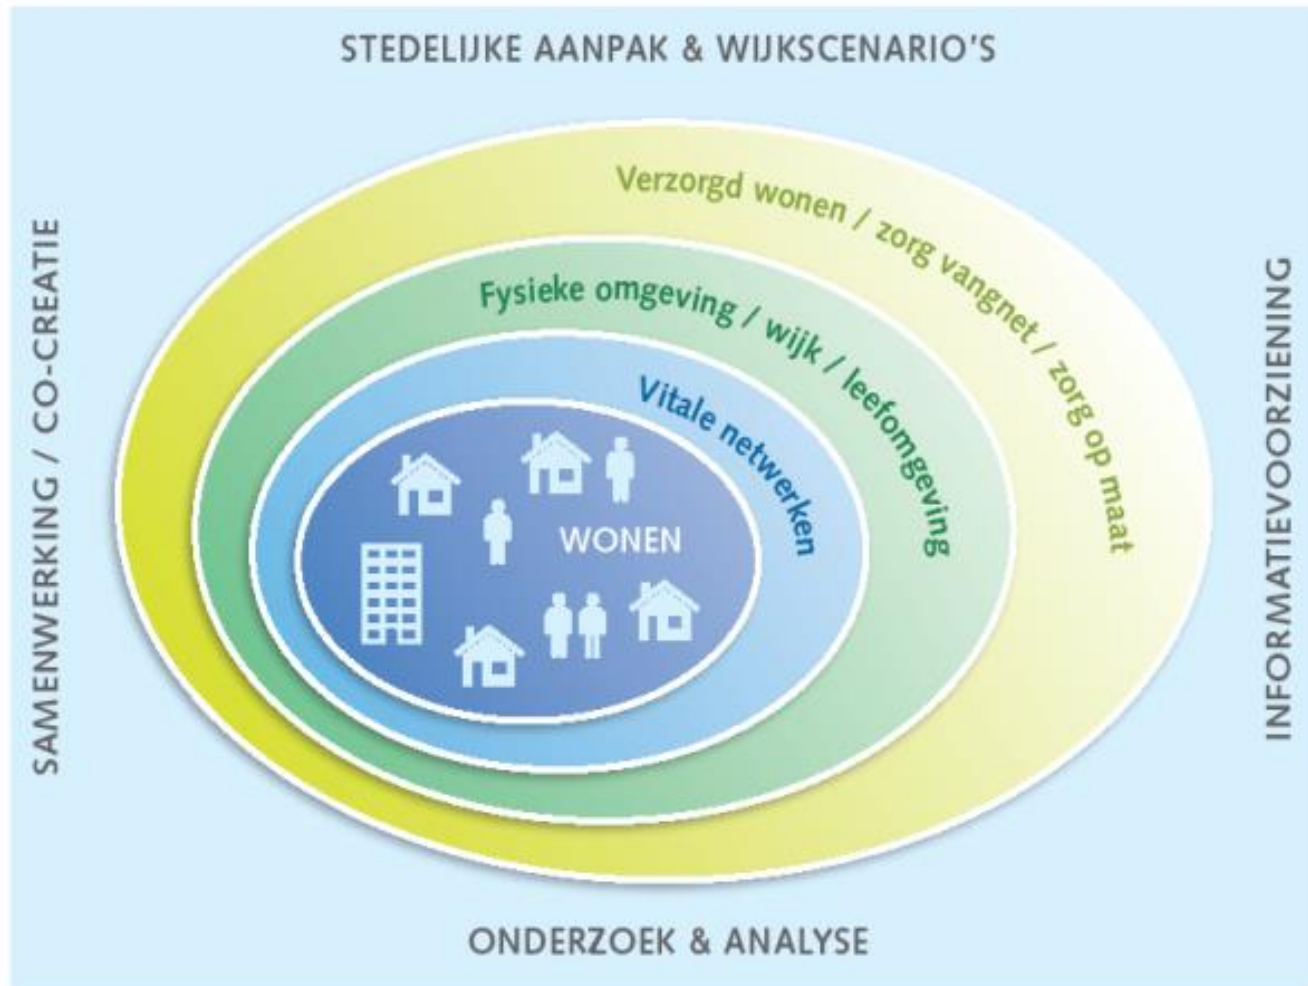 STEDELIJKE AANPAK & WIJKSCENARIO'S
SAMENWERKING / CO-CREATIE
Verzorgd wonen / zorg vangnet / zorg op maat
Fysieke omgeving / wijk / leefomgeving
Vitale netwerken
WONEN
INFORMATIEVOORZIENING
ONDERZOEK & ANALYSE